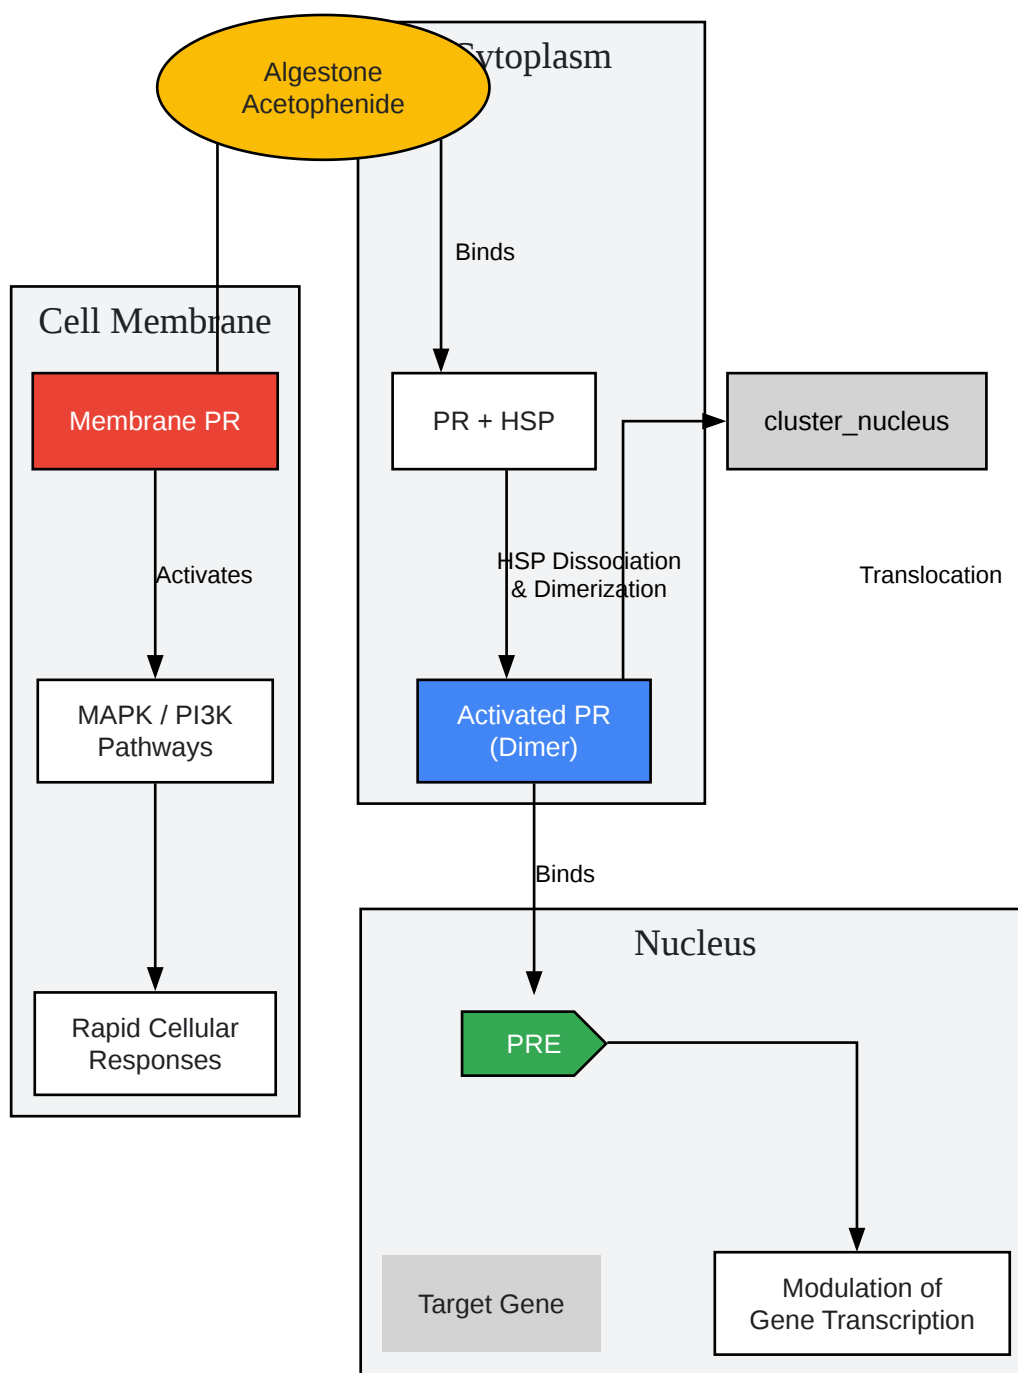 Algestone
Acetophenide
Cytoplasm
Binds
Cell Membrane
Membrane PR
PR + HSP
cluster_nucleus
Activates
HSP Dissociation
& Dimerization
Translocation
MAPK / PI3K
Pathways
Activated PR
(Dimer)
Binds
Nucleus
Rapid Cellular
Responses
PRE
Target Gene
Modulation of
Gene Transcription